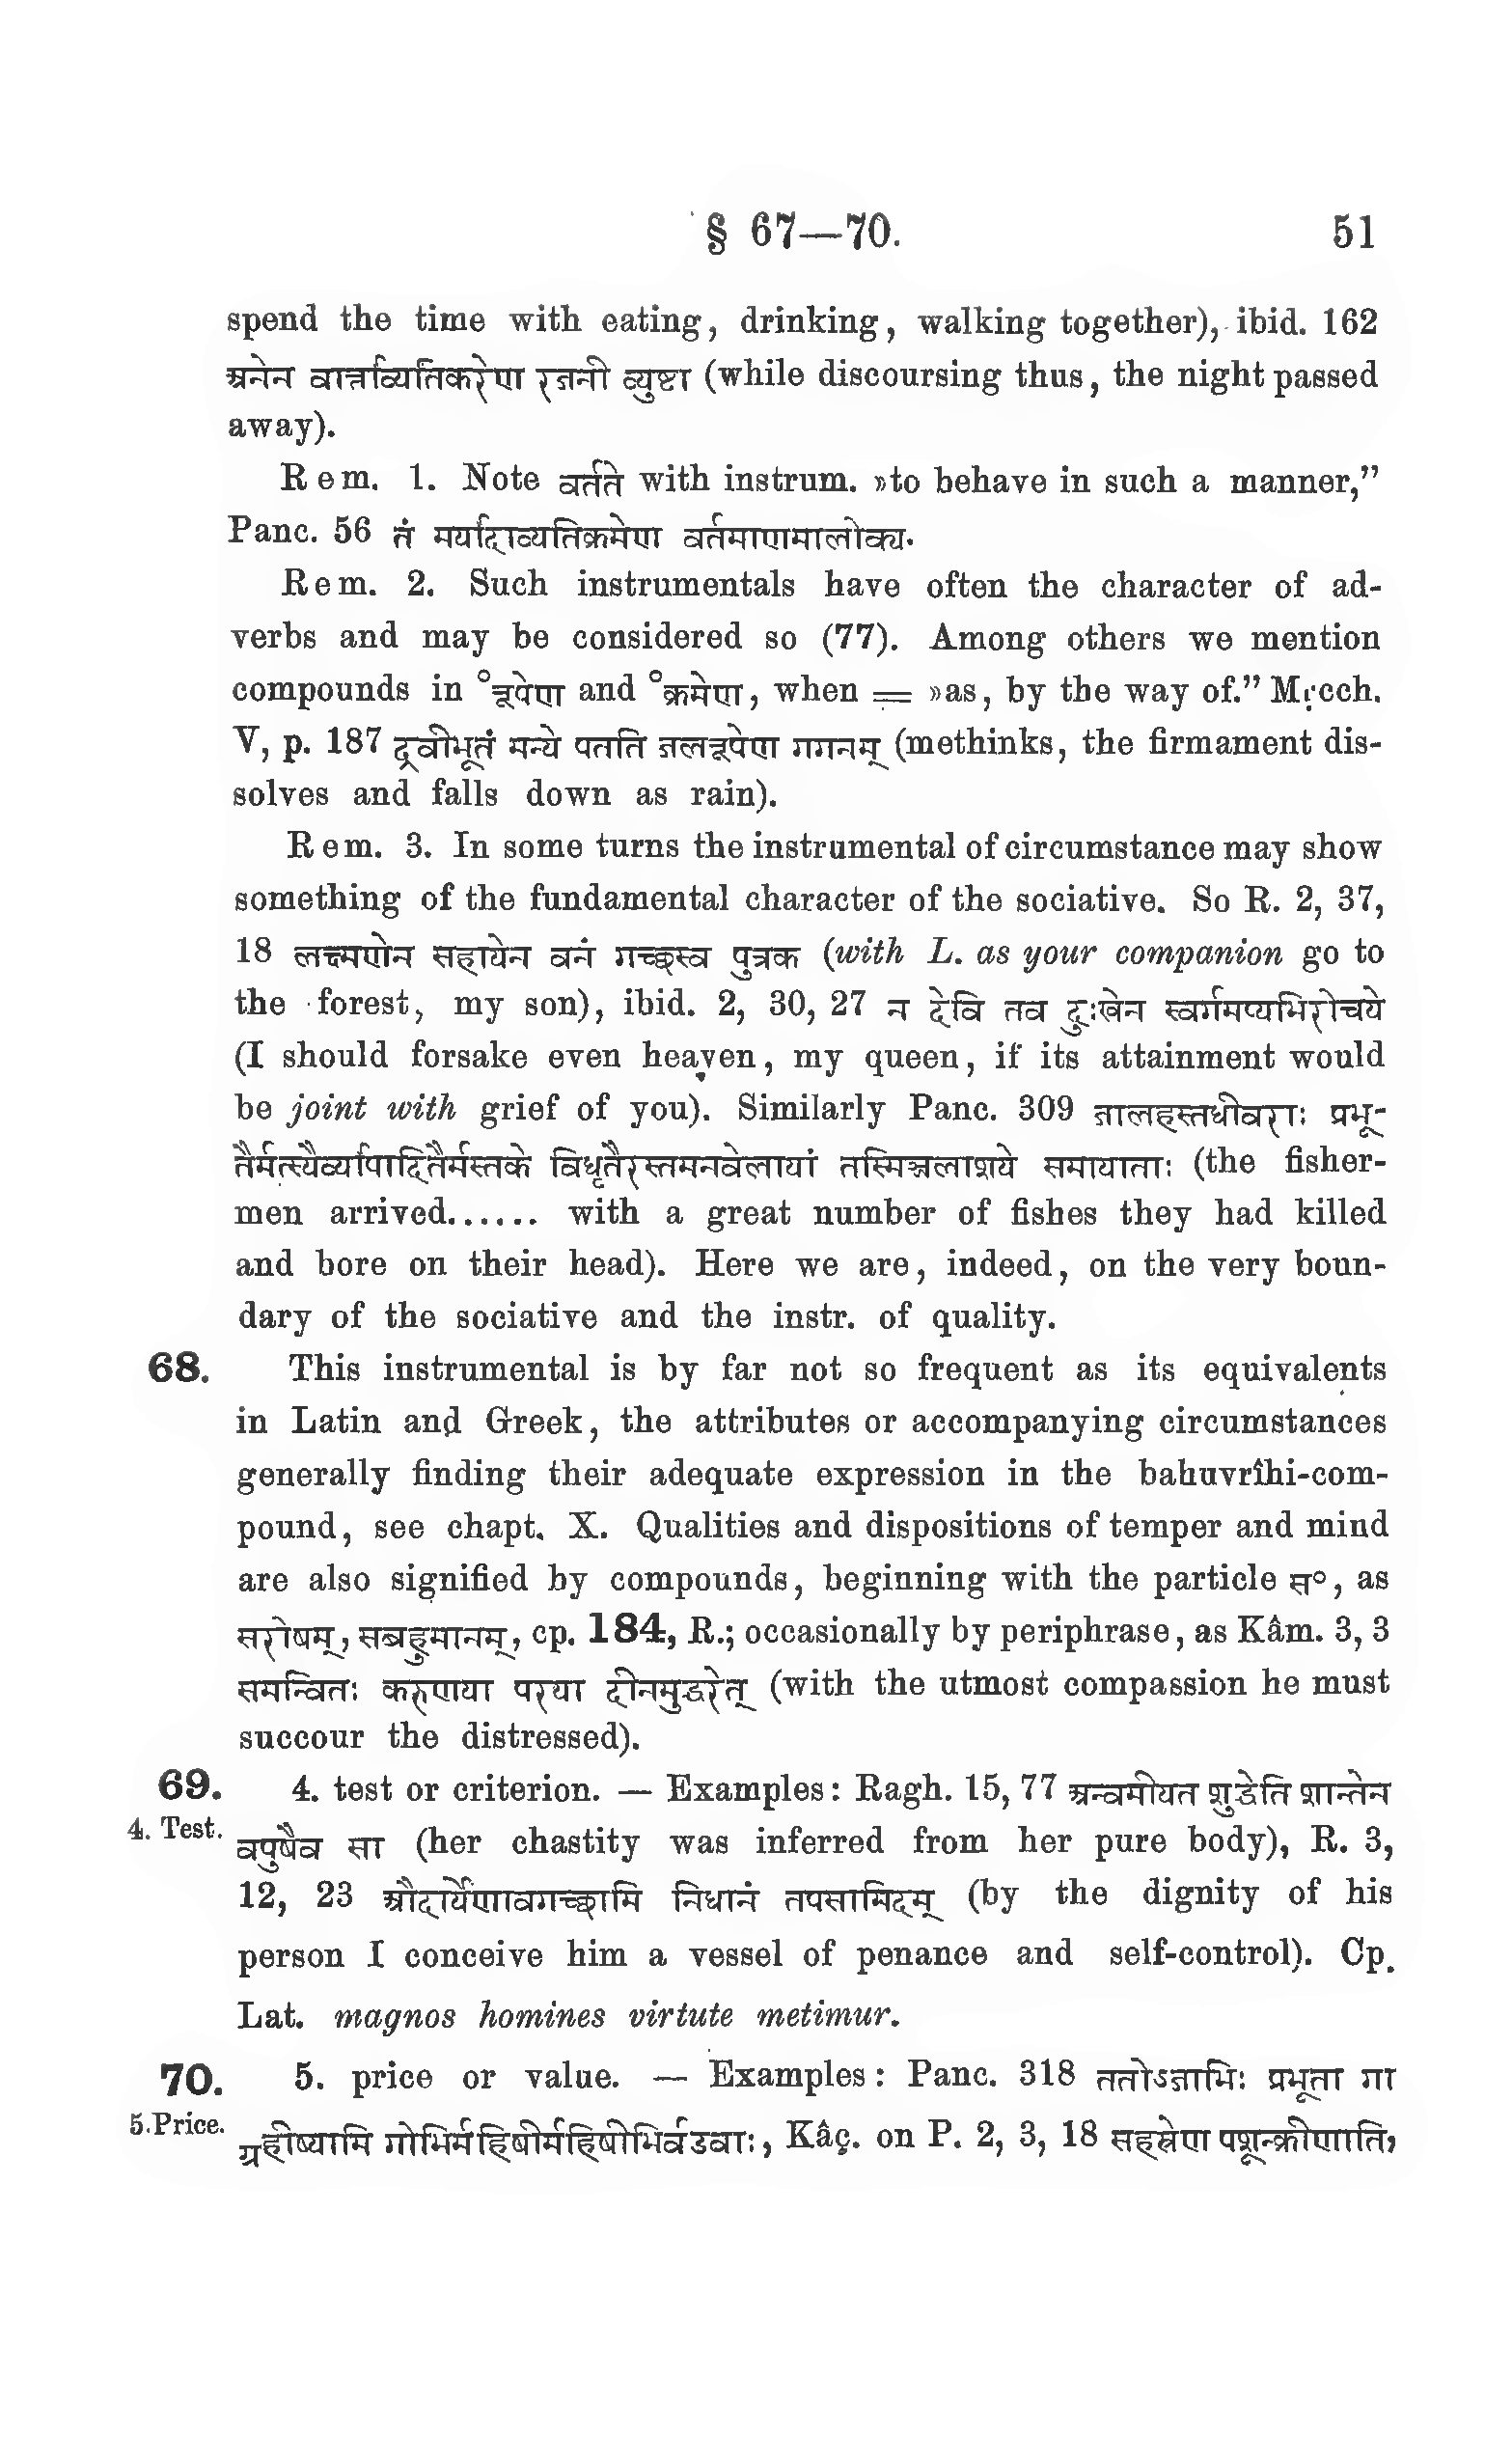 § 67—70. 51
spend the time with eating, drinking, walking together), ibid. 162
अनेन वार्त्ताव्यतिकरेण रजनी व्युष्टा (while discoursing thus, the night passed
away).
Rem. 1. Note वर्तते with instrum. »to behave in such a manner,”
Panc. 56 तं मर्यादाव्यतिक्रमेण वर्तमाणमालोक्य.
Rem. 2. Such instrumentals have often the character of ad-
verbs and may be considered so (77). Among others we mention
compounds in °रूपेण and °क्रमेण, when = »as, by the way of.” Mṛcch.
V, p. 187 द्रवीभूतं मन्ये पतति जलरूपेण गगनम् (methinks, the firmament dis-
solves and falls down as rain).
Rem. 3. In some turns the instrumental of circumstance may show
something of the fundamental character of the sociative. So R. 2, 37,
18 लक्ष्मणेन सहायेन वनं गच्छस्व पुत्रक (with L. as your companion go to
the forest, my son), ibid. 2, 30, 27 न देवि तव दुःखेन स्वर्गमप्यभिरोचये
(I should forsake even heaven, my queen, if its attainment would
be joint with grief of you). Similarly Panc. 309 जालहस्तधीवराः प्रभू-
तैर्मत्स्यैर्व्यापादितैर्मस्तके विधृतैरस्तमनवेलायां तस्मिञ्जलाशये समायाताः (the fisher-
men arrived...... with a great number of fishes they had killed
and bore on their head). Here we are, indeed, on the very boun-
dary of the sociative and the instr. of quality.
68. This instrumental is by far not so frequent as its equivalents
in Latin and Greek, the attributes or accompanying circumstances
generally finding their adequate expression in the bahuvrîhi-com-
pound, see chapt. X. Qualities and dispositions of temper and mind
are also signified by compounds, beginning with the particle स°, as
सरोषम्, सबहुमानम्, cp. 184, R.; occasionally by periphrase, as Kâm. 3, 3
समन्वितः करुणया परया दीनमुद्धरेत् (with the utmost compassion he must
succour the distressed).
69. 4. test or criterion. — Examples: Ragh. 15, 77 अन्वमीयत शुद्धेति शान्तेन
4. Test. वपुषैव सा (her chastity was inferred from her pure body), R. 3,
12, 23 औदार्येणावगच्छामि निधानं तपसामिदम् (by the dignity of his
person I conceive him a vessel of penance and self-control). Cp.
Lat. magnos homines virtute metimur.
70. 5. price or value. — Examples: Panc. 318 ततोऽजाभिः प्रभूता गा
5. Price. ग्रहीष्यामि गोभिर्महिषीर्महिषीभिर्वडवाः, Kâç. on P. 2, 3, 18 सहस्रेण पशून्क्रीणाति,